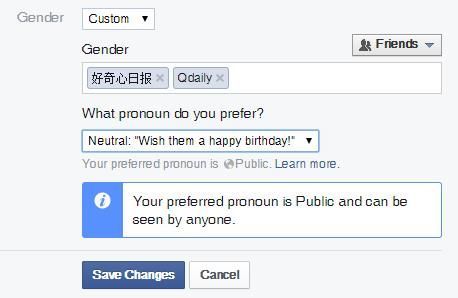 Gender Custom
Gender Friends
好奇心日报 × Qdaily ×
What pronoun do you prefer?
Neutral: "Wish them a happy birthday!"
Your preferred pronoun is Public. Learn more.
Your preferred pronoun is Public and can be
seen by anyone.
Save Changes Cancel